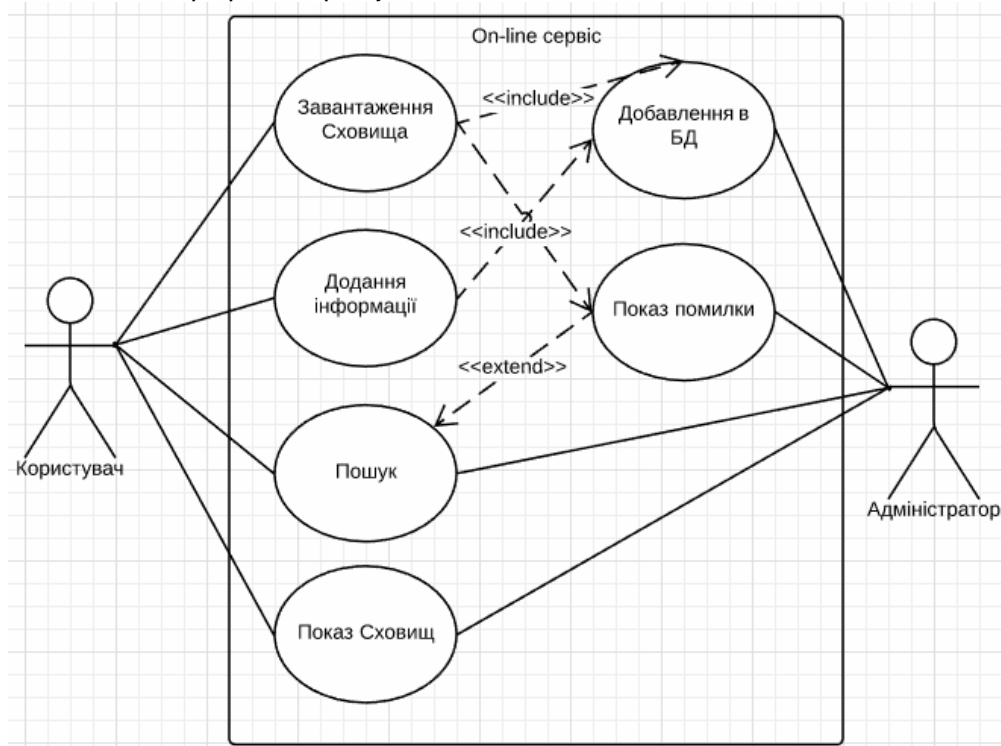 On-line сервіс
Завантаження
Сховища
<<include>>
Добавлення в
БД
<<include>>
Додання
інформації
Показ помилки
<<extend>>
Користувач
Пошук
Адміністратор
Показ Сховищ